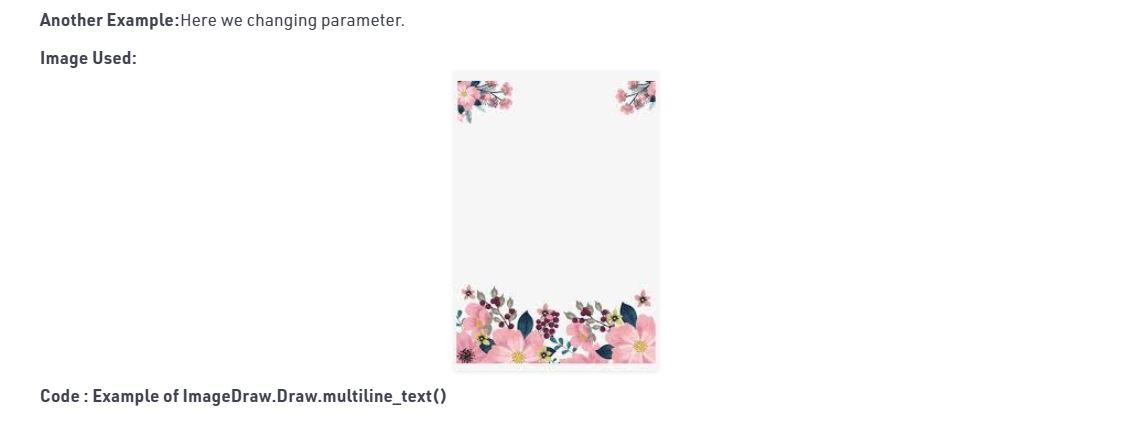 Another Example:Here we changing parameter.
Image Used:
Code : Example of ImageDraw.Draw.multiline_text()